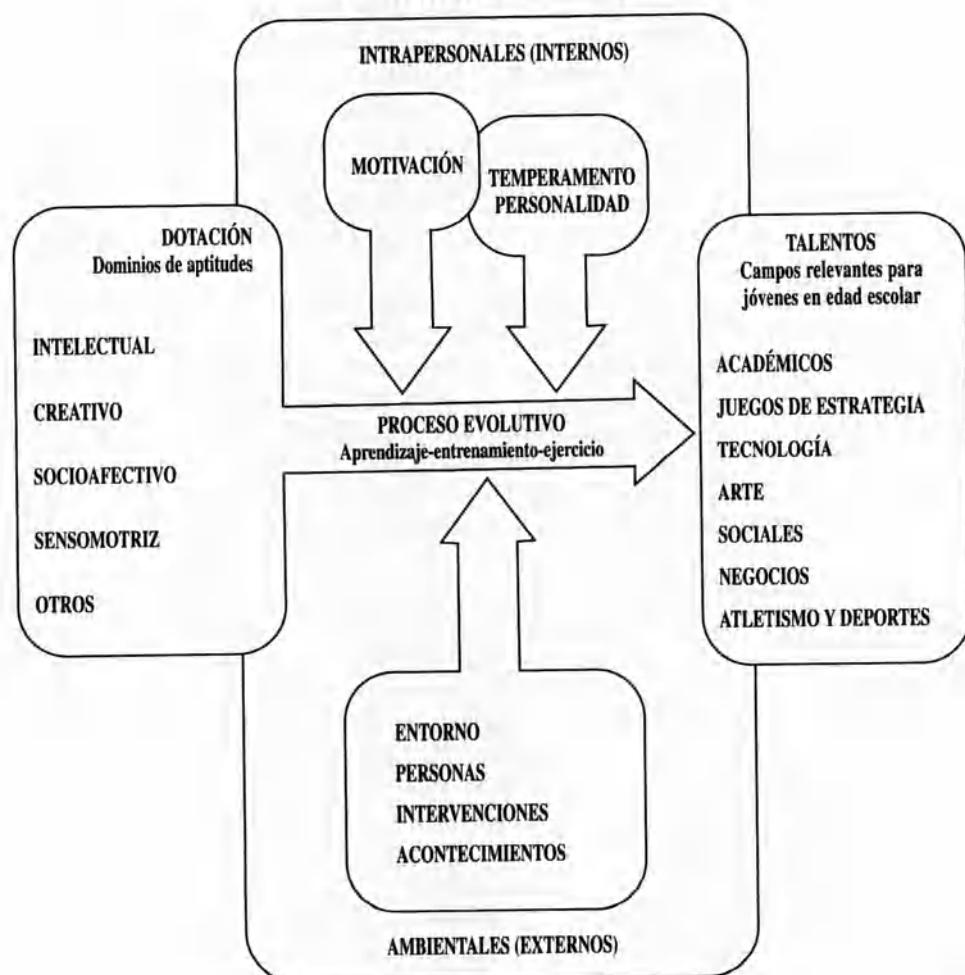 INTRAPERSONALES (INTERNOS)
MOTIVACIÓN
TEMPERAMENTO
PERSONALIDAD
DOTACIÓN
Dominios de aptitudes
INTELECTUAL
CREATIVO
SOCIOAFECTIVO
SENSOMOTRIZ
OTROS
PROCESO EVOLUTIVO
Aprendizaje-entrenamiento-ejercicio
TALENTOS
Campos relevantes para
jóvenes en edad escolar
ACADÉMICOS
JUEGOS DE ESTRATEGIA
TECNOLOGÍA
ARTE
SOCIALES
NEGOCIOS
ATLETISMO Y DEPORTES
ENTORNO
PERSONAS
INTERVENCIONES
ACONTECIMIENTOS
AMBIENTALES (EXTERNOS)